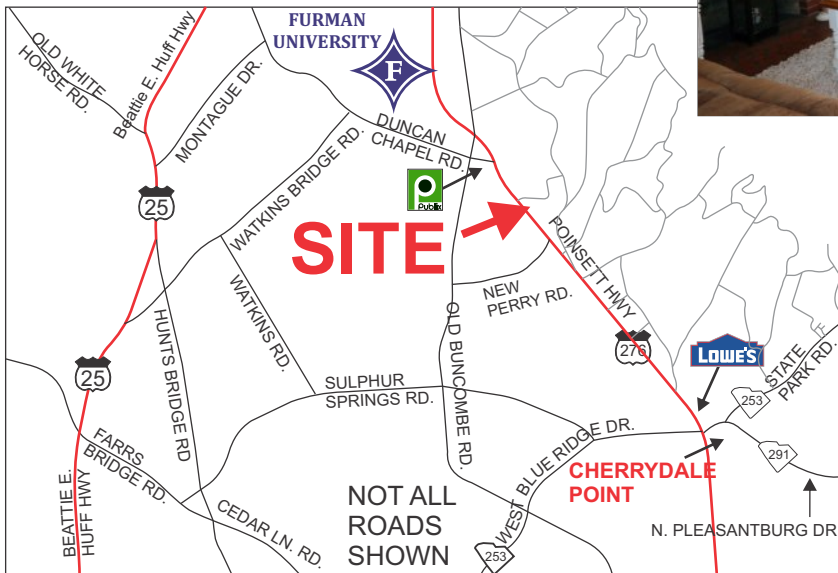 FURMAN
UNIVERSITY
F
OLD WHITE
HORSE RD.
Beattie E. Huff Hwy
MONTAGUE DR.
DUNCAN
CHAPEL RD.
WATKINS BRIDGE RD.
Publix
25
SITE
POINSETT HWY
NEW
PERRY RD.
WATKINS RD.
HUNTS BRIDGE RD
OLD BUNCOMBE RD.
276
LOWE'S
25
SULPHUR
SPRINGS RD.
STATE
PARK RD.
253
WEST BLUE RIDGE DR.
FARRS
BRIDGE RD.
291
CHERRYDALE
POINT
BEATTIE E.
HUFF HWY
CEDAR LN. RD.
NOT ALL
ROADS
SHOWN
253
N. PLEASANTBURG DR